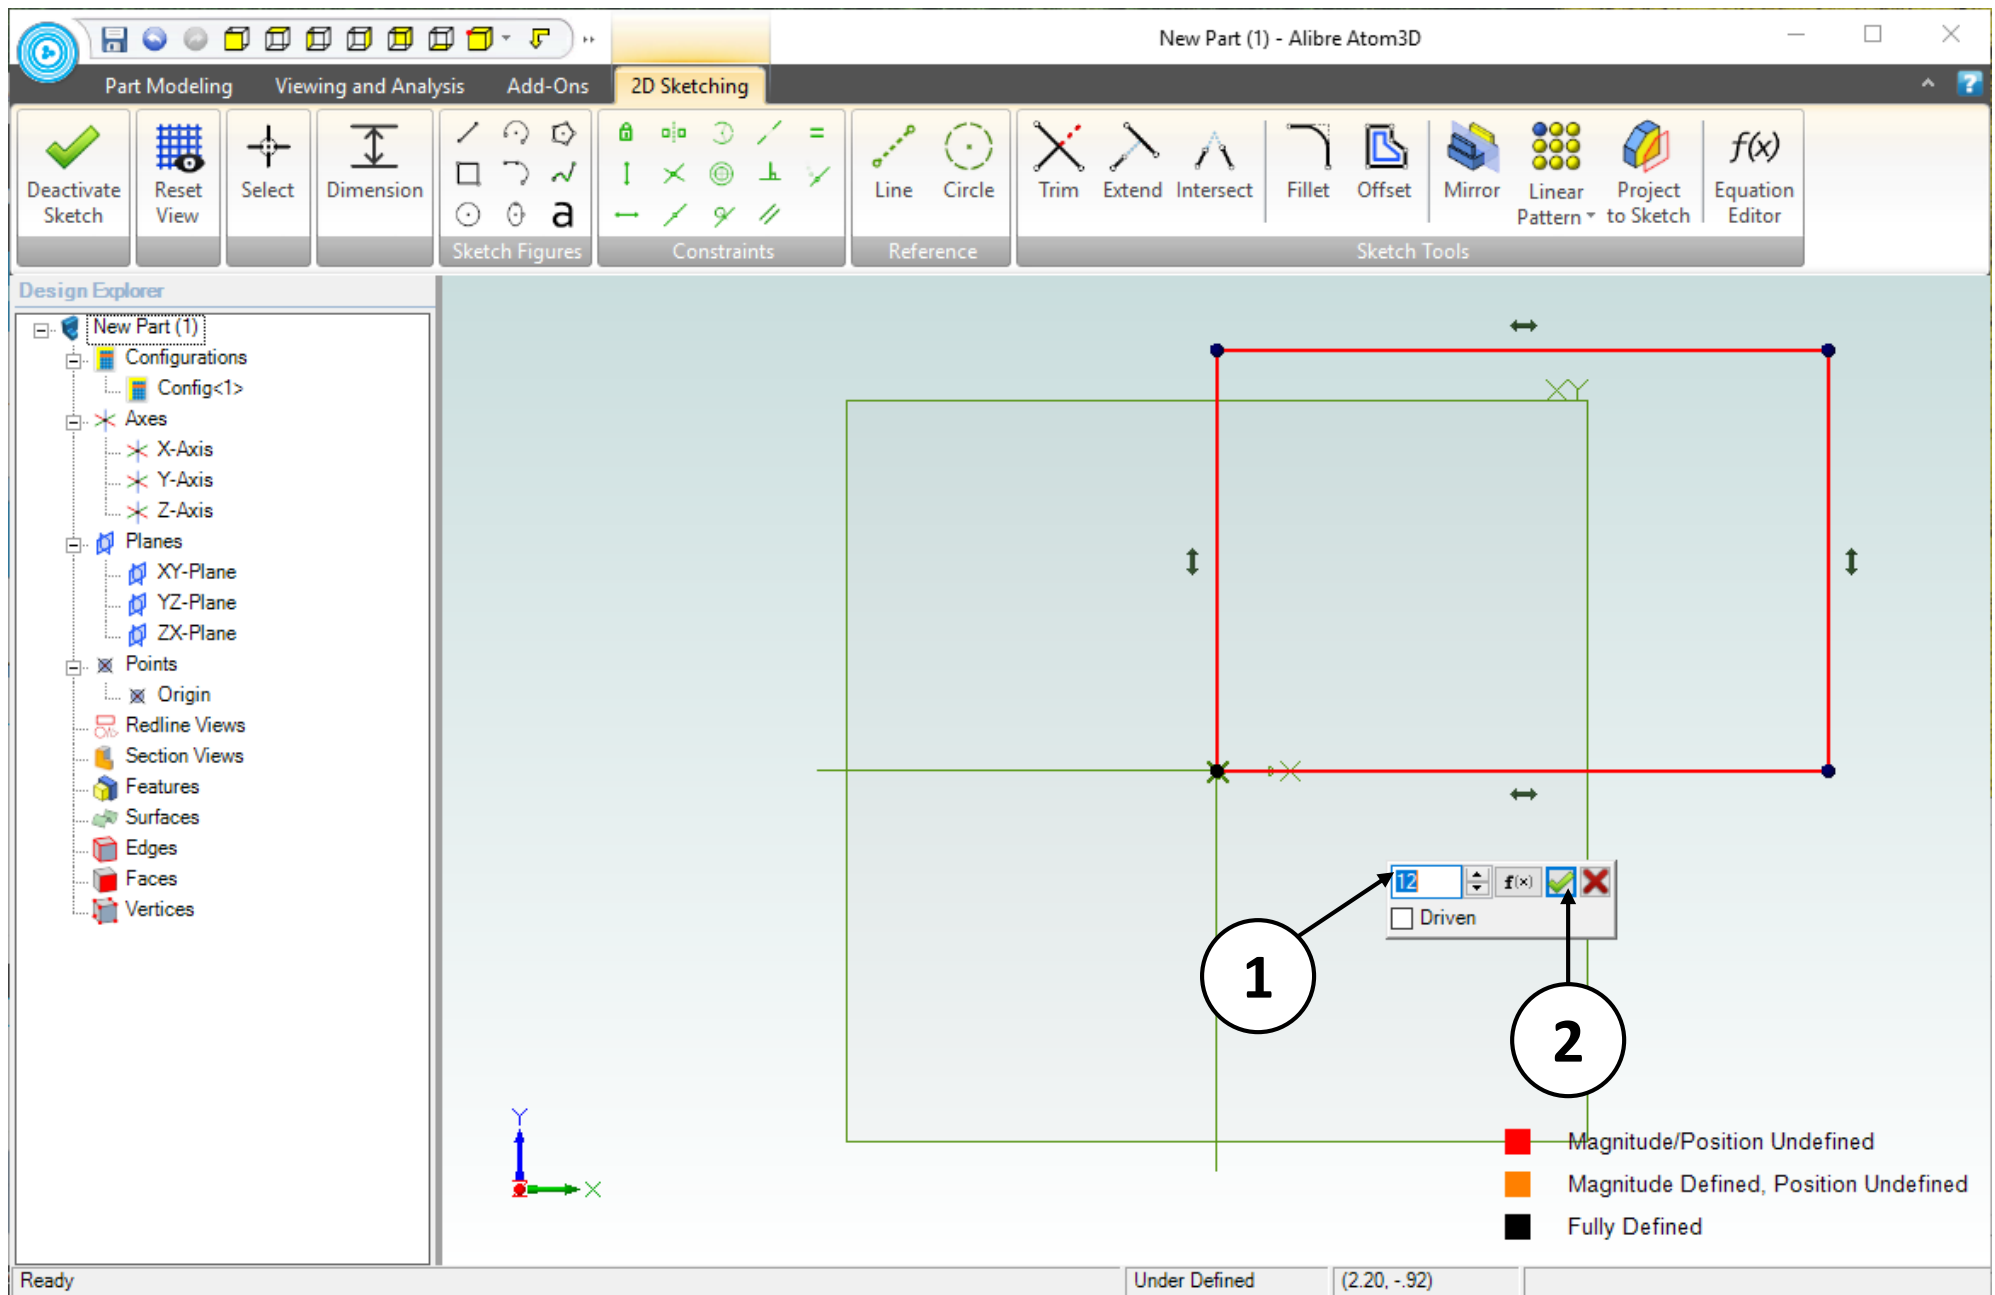 New Part (1) - Alibre Atom3D
Part Modeling Viewing and Analysis Add-Ons 2D Sketching
Deactivate Sketch
Reset View
Select
Dimension
a
Sketch Figures
Constraints
Line Circle
Reference
Trim Extend Intersect Fillet Offset Mirror
Linear Pattern
Project to Sketch
f(x)
Equation Editor
Sketch Tools
Design Explorer
New Part (1)
Configurations
Config<1>
Axes
X-Axis
Y-Axis
Z-Axis
Planes
XY-Plane
YZ-Plane
ZX-Plane
Points
Origin
Redline Views
Section Views
Features
Surfaces
Edges
Faces
Vertices
XY
X
12 f(x)
Driven
1
2
Y
X
Magnitude/Position Undefined
Magnitude Defined, Position Undefined
Fully Defined
Ready Under Defined (2.20, -.92)